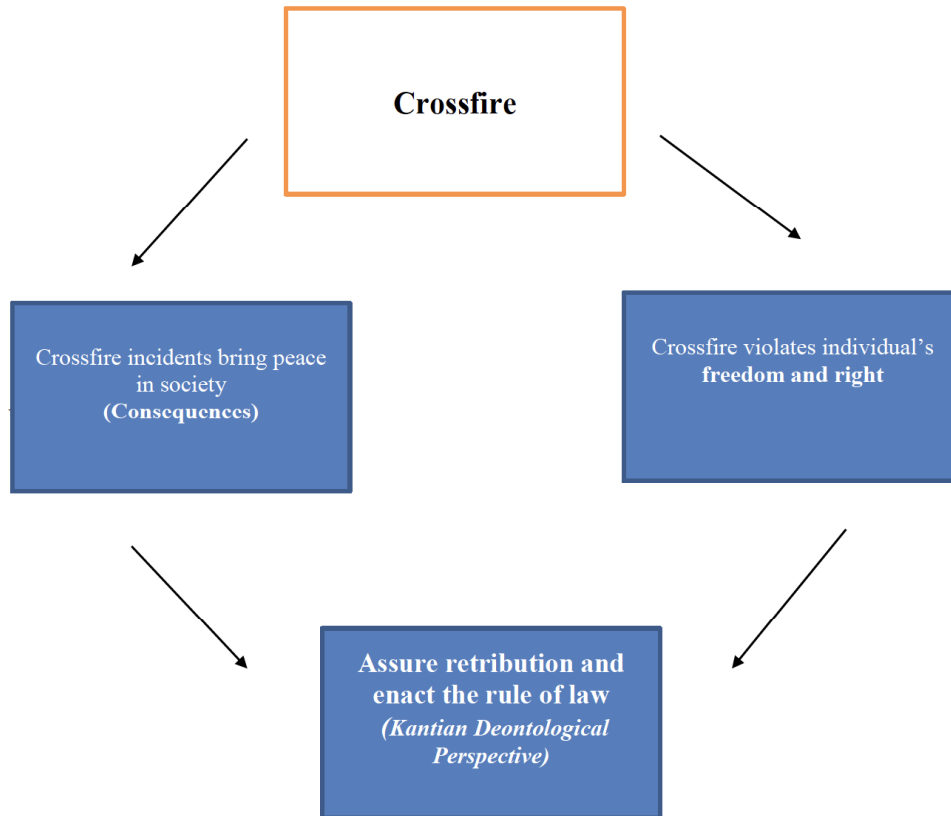 Crossfire
Crossfire incidents bring peace
in society
(Consequences)
Crossfire violates individual’s
freedom and right
Assure retribution and
enact the rule of law
(Kantian Deontological
Perspective)